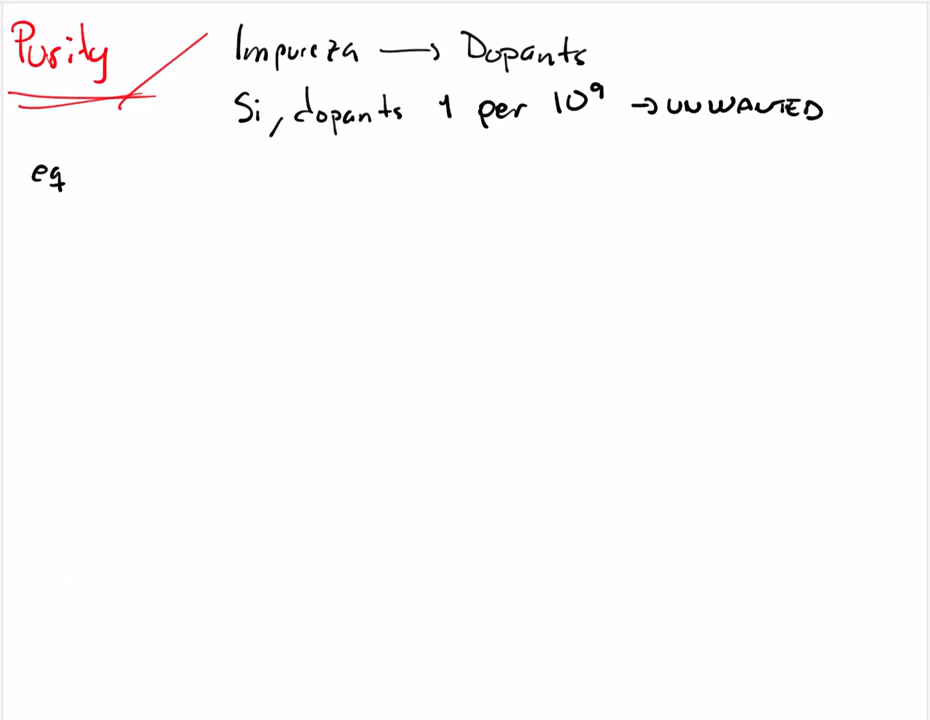 Purity
Impureza → Dopants
Si, dopants 1 per 10⁹ → UNWANTED
eg